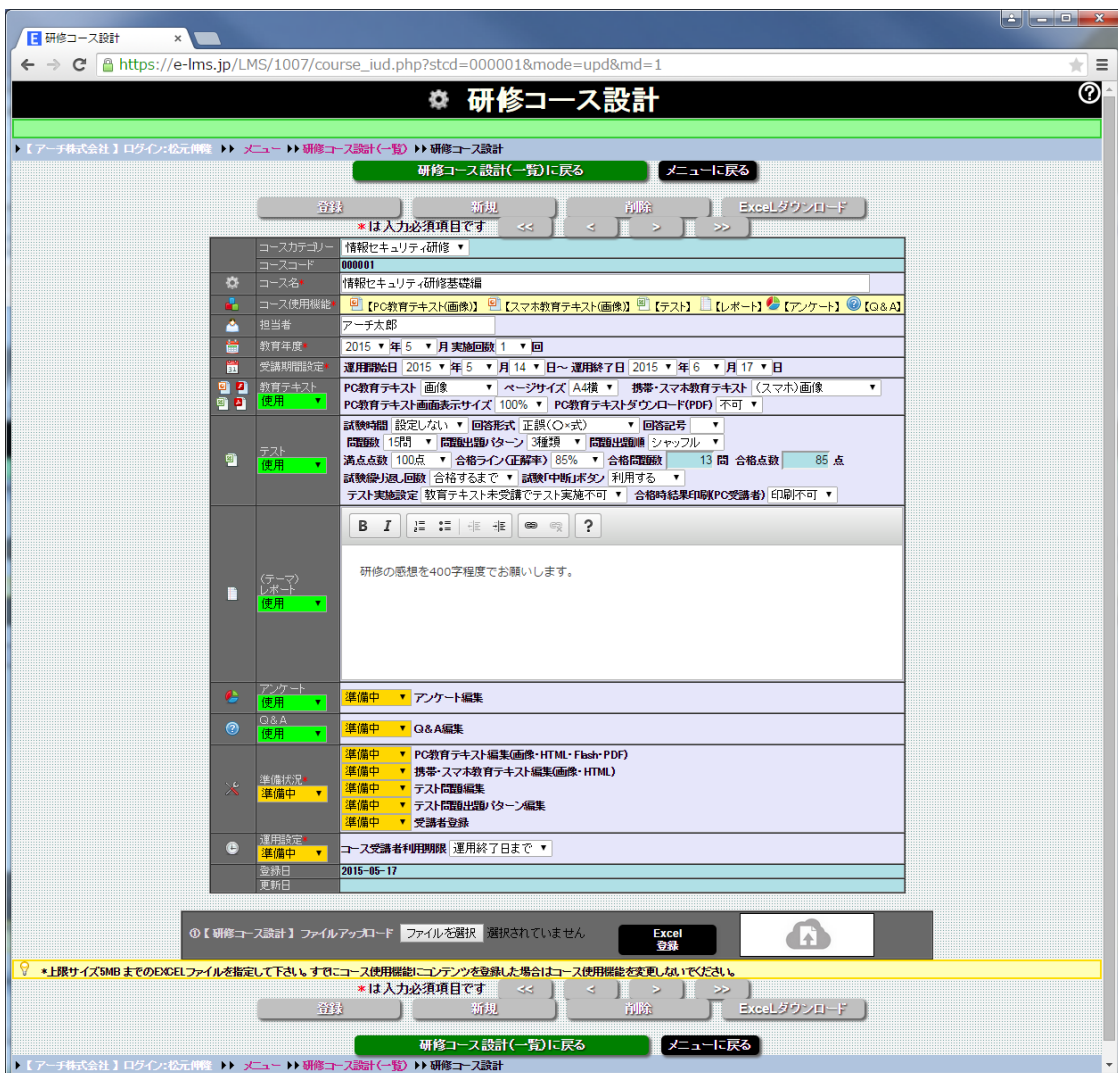 研修コース設計
https://e-lms.jp/LMS/1007/course_iud.php?stcd=000001&mode=upd&md=1
研修コース設計
【アーチ株式会社】ログイン:松元伸隆 メニュー 研修コース設計(一覧) 研修コース設計
研修コース設計(一覧)に戻る メニューに戻る
登録 新規 削除 ExceLダウンロード
*は入力必須項目です << < > >>
コースカテゴリー 情報セキュリティ研修
コースコード 000001
コース名* 情報セキュリティ研修基礎編
コース使用機能* 【PC教育テキスト(画像)】 【スマホ教育テキスト(画像)】 【テスト】 【レポート】 【アンケート】 【Q&A】
担当者 アーチ太郎
教育年度* 2015 年 5 月 実施回数 1 回
受講期間設定* 運用開始日 2015 年 5 月 14 日～ 運用終了日 2015 年 6 月 17 日
教育テキスト 使用 PC教育テキスト 画像 ページサイズ A4横 携帯・スマホ教育テキスト (スマホ)画像
PC教育テキスト画面表示サイズ 100% PC教育テキストダウンロード(PDF) 不可
テスト 使用 試験時間 設定しない 回答形式 正誤(○×式) 回答記号
問題数 15問 問題出題パターン 3種類 問題出題順 シャッフル
満点点数 100点 合格ライン(正解率) 85% 合格問題数 13 問 合格点数 85 点
試験繰り返し回数 合格するまで 試験「中断」ボタン 利用する
テスト実施設定 教育テキスト未受講でテスト実施不可 合格時結果印刷(PC受講者) 印刷不可
B I ?
(テーマ)
レポート
使用
研修の感想を400字程度でお願いします。
アンケート 使用 準備中 アンケート編集
Q&A 使用 準備中 Q&A編集
準備状況* 準備中
準備中 PC教育テキスト編集(画像・HTML・Flash・PDF)
準備中 携帯・スマホ教育テキスト編集(画像・HTML)
準備中 テスト問題編集
準備中 テスト問題出題パターン編集
準備中 受講者登録
運用設定* 準備中 コース受講者利用期限 運用終了日まで
登録日 2015-05-17
更新日
①【 研修コース設計 】 ファイルアップロード ファイルを選択 選択されていません Excel 登録
*上限サイズ5MB までのEXCELファイルを指定して下さい。すでにコース使用機能にコンテンツを登録した場合はコース使用機能を変更しないでください。
*は入力必須項目です << < > >>
登録 新規 削除 ExceLダウンロード
研修コース設計(一覧)に戻る メニューに戻る
【アーチ株式会社】ログイン:松元伸隆 メニュー 研修コース設計(一覧) 研修コース設計